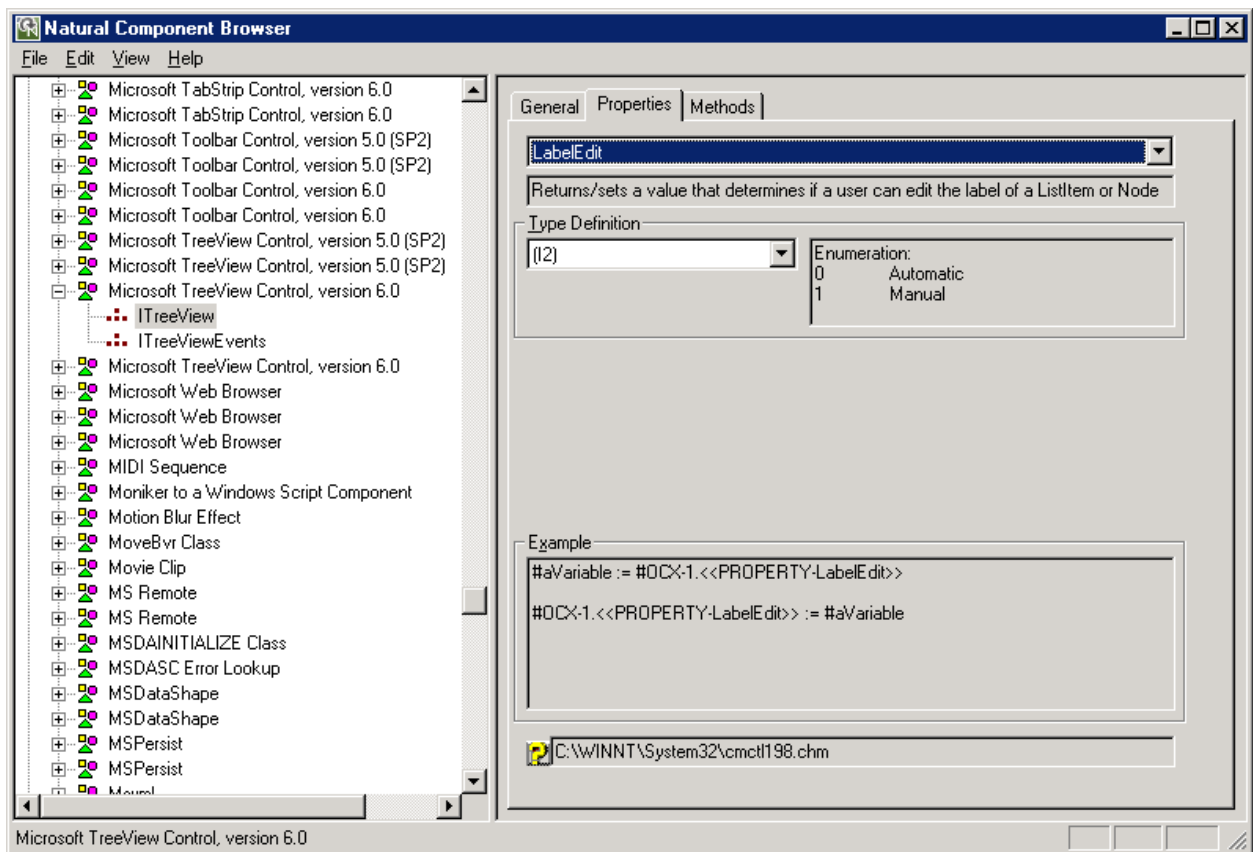 Natural Component Browser
File Edit View Help
Microsoft TabStrip Control, version 6.0
Microsoft TabStrip Control, version 6.0
Microsoft Toolbar Control, version 5.0 (SP2)
Microsoft Toolbar Control, version 5.0 (SP2)
Microsoft Toolbar Control, version 6.0
Microsoft Toolbar Control, version 6.0
Microsoft TreeView Control, version 5.0 (SP2)
Microsoft TreeView Control, version 5.0 (SP2)
Microsoft TreeView Control, version 6.0
ITreeView
ITreeViewEvents
Microsoft TreeView Control, version 6.0
Microsoft Web Browser
Microsoft Web Browser
Microsoft Web Browser
MIDI Sequence
Moniker to a Windows Script Component
Motion Blur Effect
MoveBvr Class
Movie Clip
MS Remote
MS Remote
MSDAINITIALIZE Class
MSDASC Error Lookup
MSDataShape
MSDataShape
MSPersist
MSPersist
General Properties Methods
LabelEdit
Returns/sets a value that determines if a user can edit the label of a ListItem or Node
Type Definition
(I2)
Enumeration:
0 Automatic
1 Manual
Example
#aVariable := #OCX-1.<<PROPERTY-LabelEdit>>
#OCX-1.<<PROPERTY-LabelEdit>> := #aVariable
C:\WINNT\System32\cmctl198.chm
Microsoft TreeView Control, version 6.0